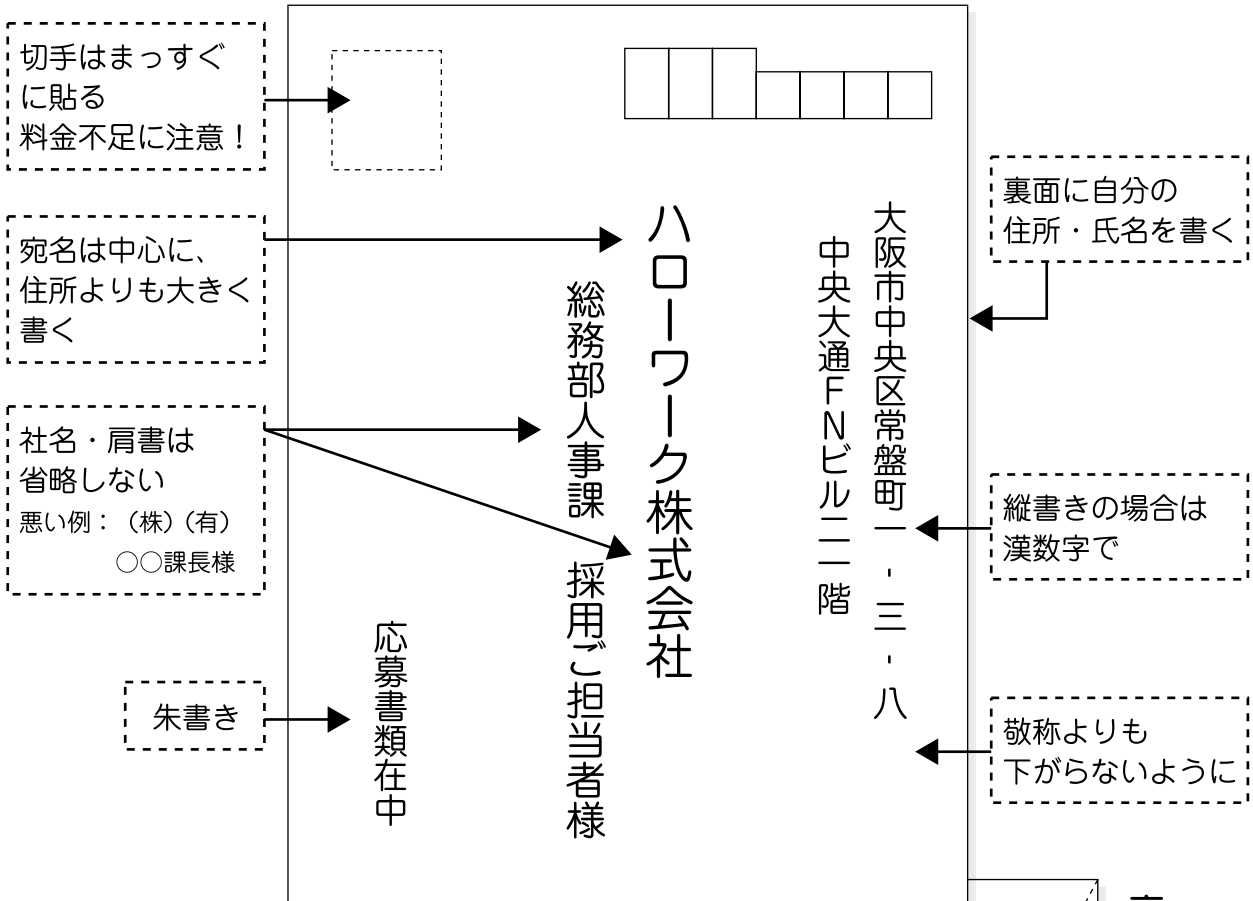 切手はまっすぐ
に貼る
料金不足に注意！
宛名は中心に、
住所よりも大きく
書く
社名・肩書は
省略しない
悪い例：（株）（有）
○○課長様
朱書き
大阪市中央区常盤町一-三-八
中央大通ＦＮビル二一階
ハローワーク株式会社
総務部人事課　採用ご担当者様
応募書類在中
裏面に自分の
住所・氏名を書く
縦書きの場合は
漢数字で
敬称よりも
下がらないように